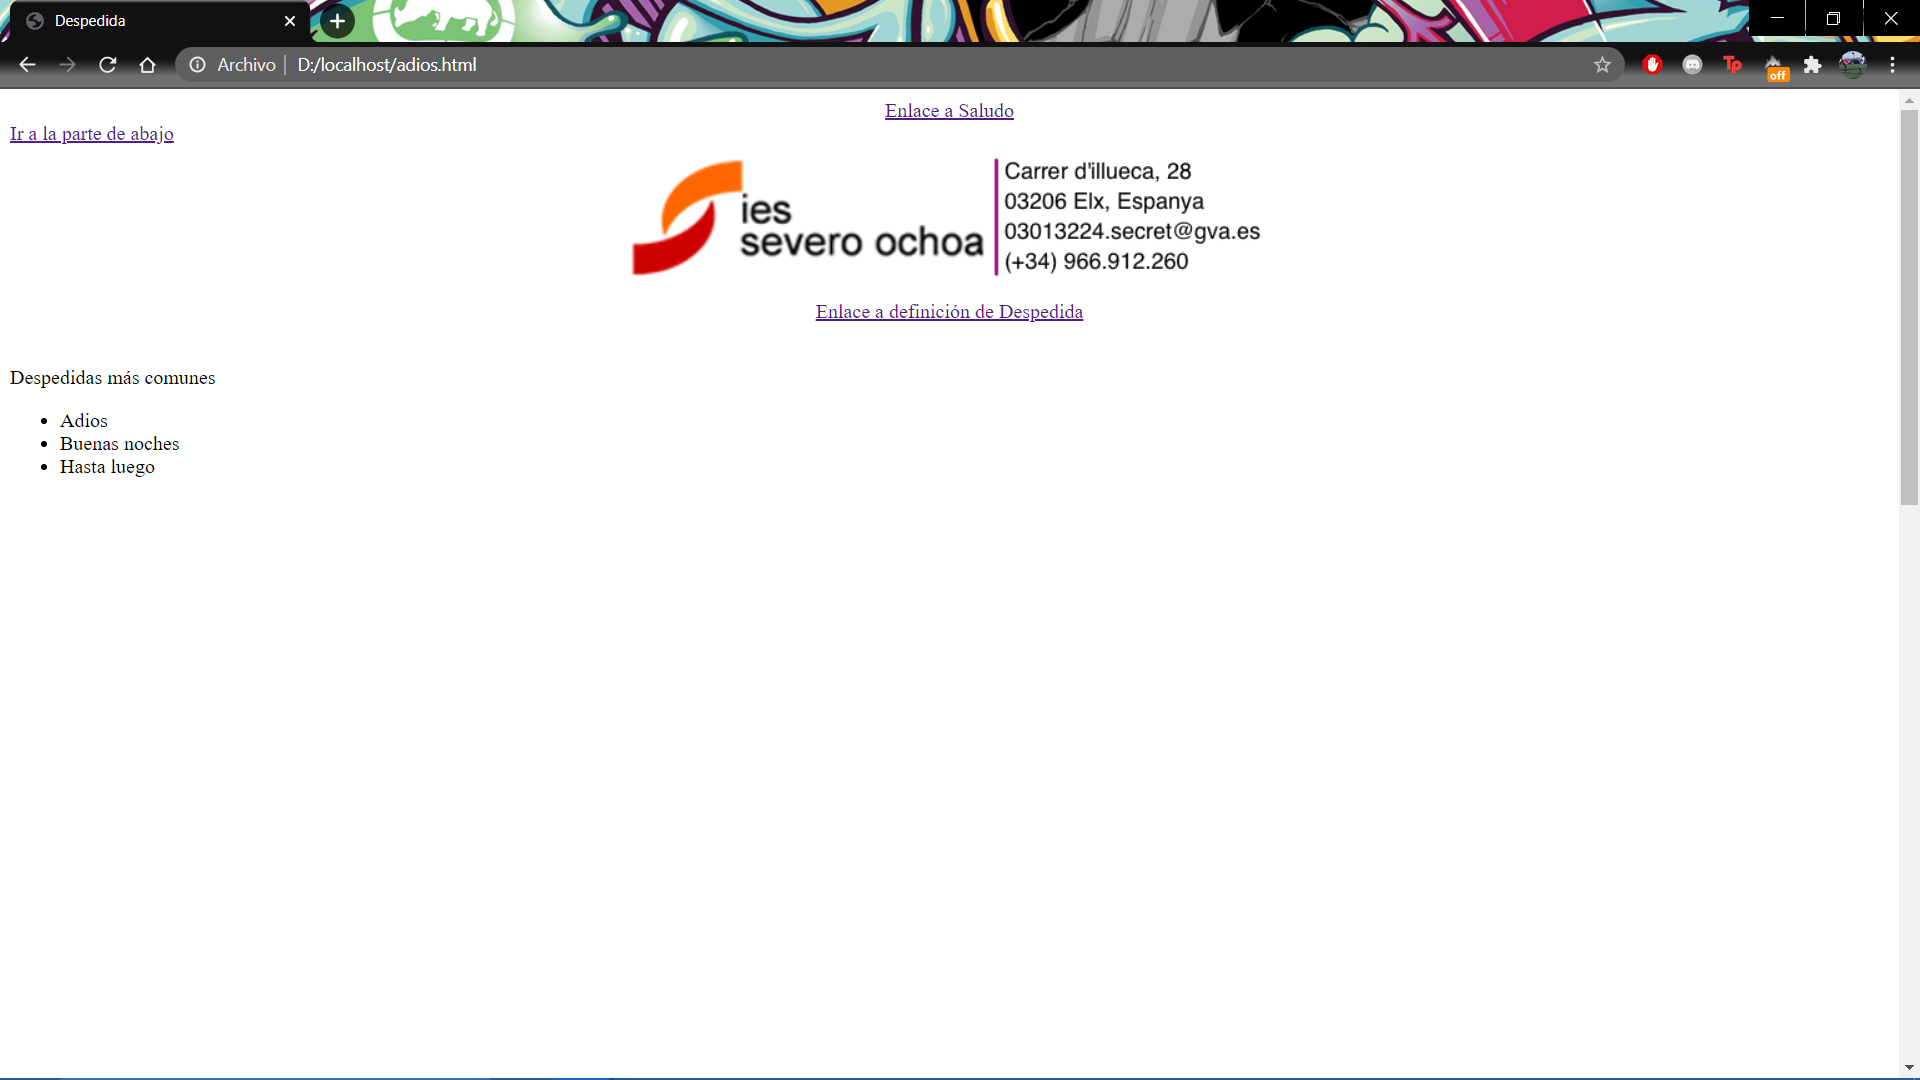 Despedida
Archivo | D:/localhost/adios.html
Tp
off
Enlace a Saludo
Ir a la parte de abajo
ies
severo ochoa
Carrer d'illueca, 28
03206 Elx, Espanya
03013224.secret@gva.es
(+34) 966.912.260
Enlace a definición de Despedida
Despedidas más comunes
Adios
Buenas noches
Hasta luego